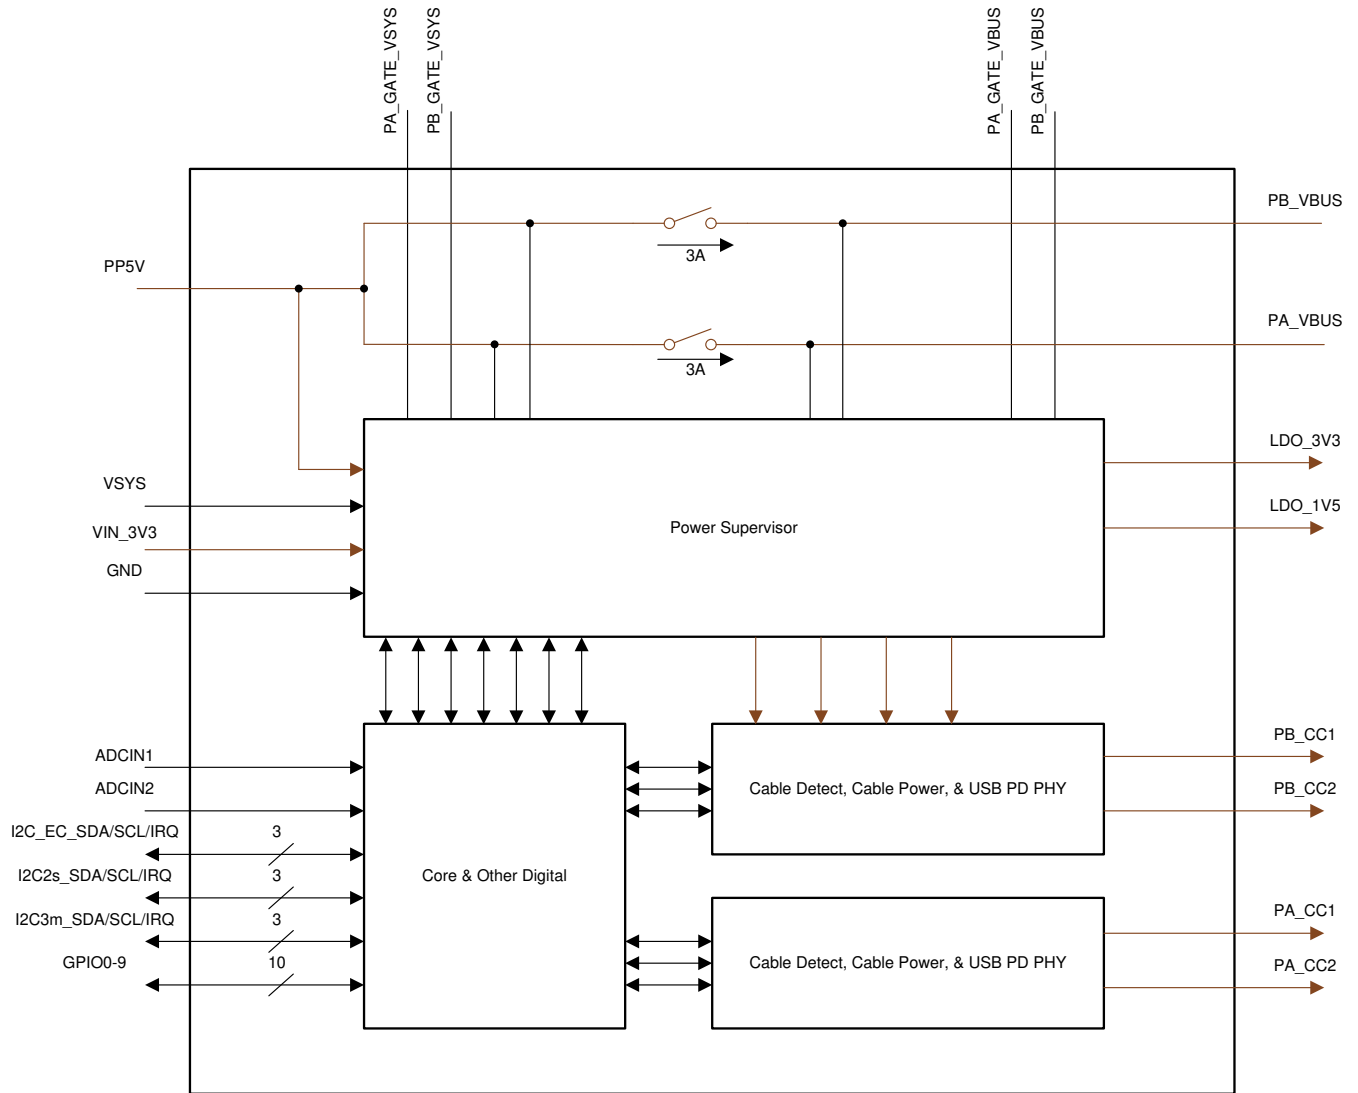 PA_GATE_VSYS
PB_GATE_VSYS
PA_GATE_VBUS
PB_GATE_VBUS
PB_VBUS
3A
PP5V
PA_VBUS
3A
LDO_3V3
VSYS
LDO_1V5
VIN_3V3
Power Supervisor
GND
PB_CC1
ADCIN1
ADCIN2
Cable Detect, Cable Power, & USB PD PHY
PB_CC2
I2C_EC_SDA/SCL/IRQ
3
I2C2s_SDA/SCL/IRQ
3
Core & Other Digital
I2C3m_SDA/SCL/IRQ
3
PA_CC1
GPIO0-9
10
Cable Detect, Cable Power, & USB PD PHY
PA_CC2